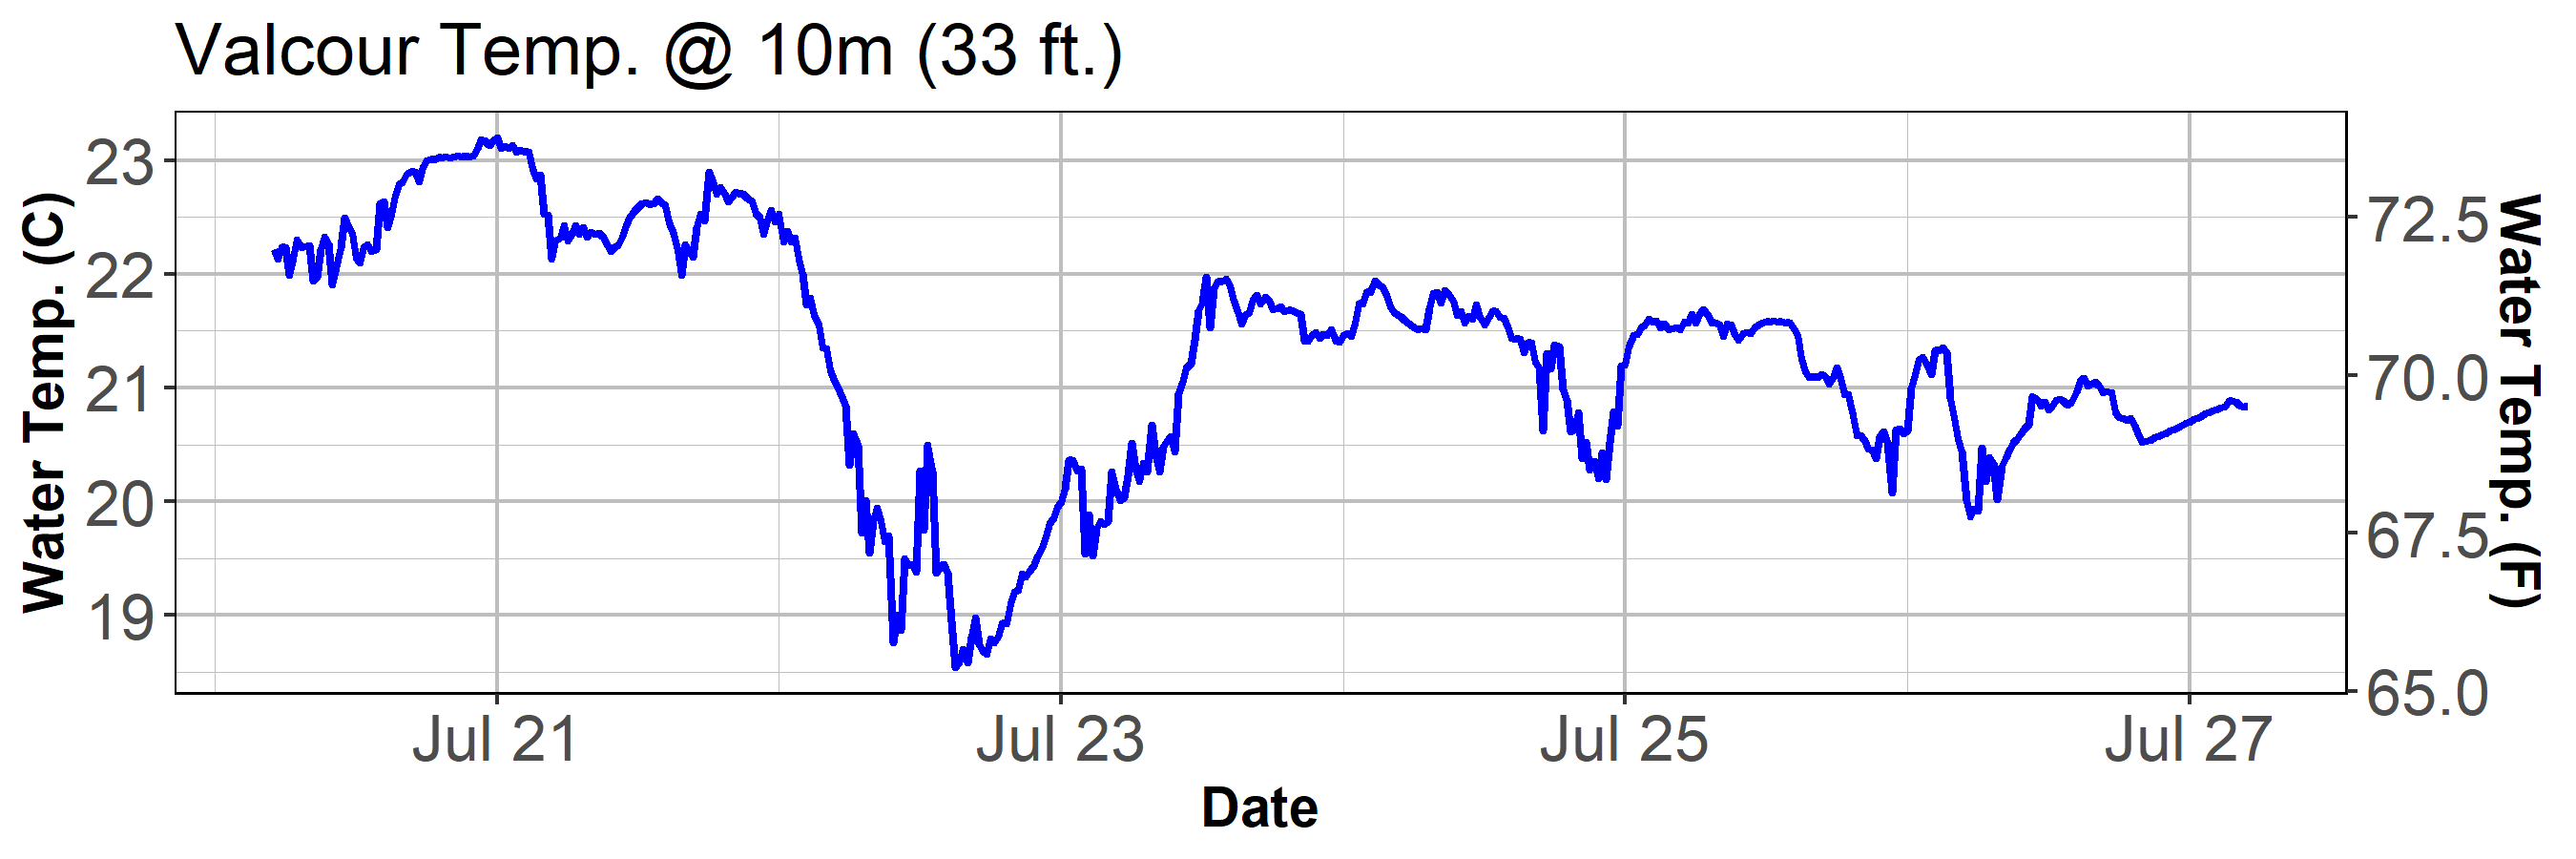 Valcour Temp. @ 10m (33 ft.)
Water Temp. (C)
23
22
21
20
19
72.5
70.0
67.5
65.0
Water Temp. (F)
Jul 21
Jul 23
Jul 25
Jul 27
Date